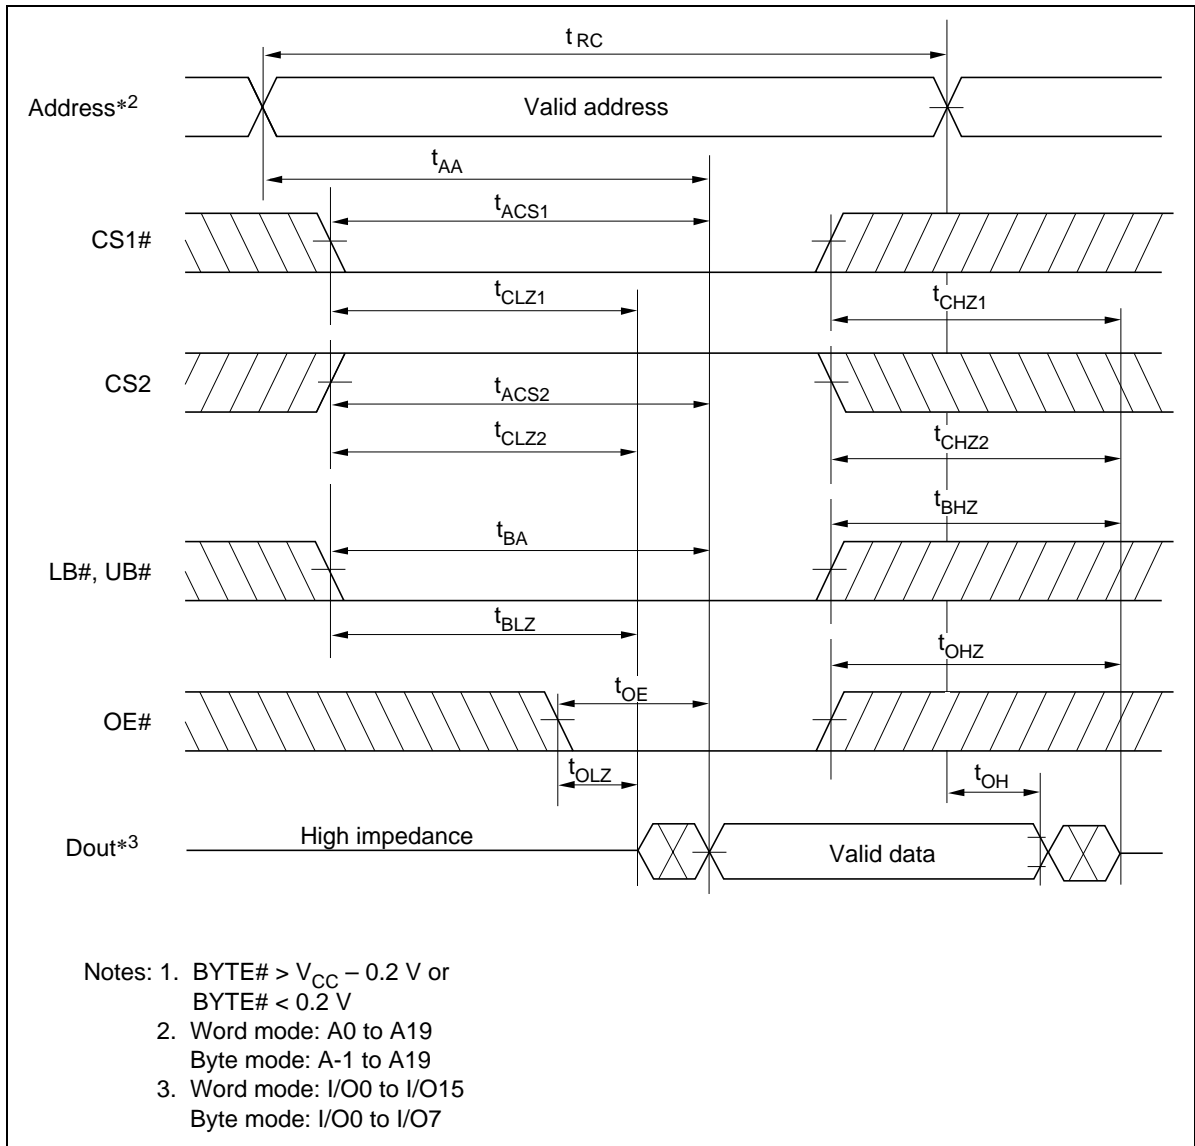 tRC
Address*2
Valid address
tAA
tACS1
CS1#
tCLZ1
tCHZ1
CS2
tACS2
tCLZ2
tCHZ2
tBHZ
tBA
LB#, UB#
tBLZ
tOHZ
tOE
OE#
tOLZ
tOH
High impedance
Dout*3
Valid data
Notes: 1. BYTE# > VCC – 0.2 V or
BYTE# < 0.2 V
2. Word mode: A0 to A19
Byte mode: A-1 to A19
3. Word mode: I/O0 to I/O15
Byte mode: I/O0 to I/O7